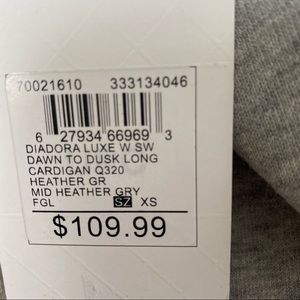 70021610 333134046
6 27934 66969 3
DIADORA LUXE W SW
DAWN TO DUSK LONG
CARDIGAN Q320
HEATHER GR
MID HEATHER GRY
FGL SZ XS
$109.99